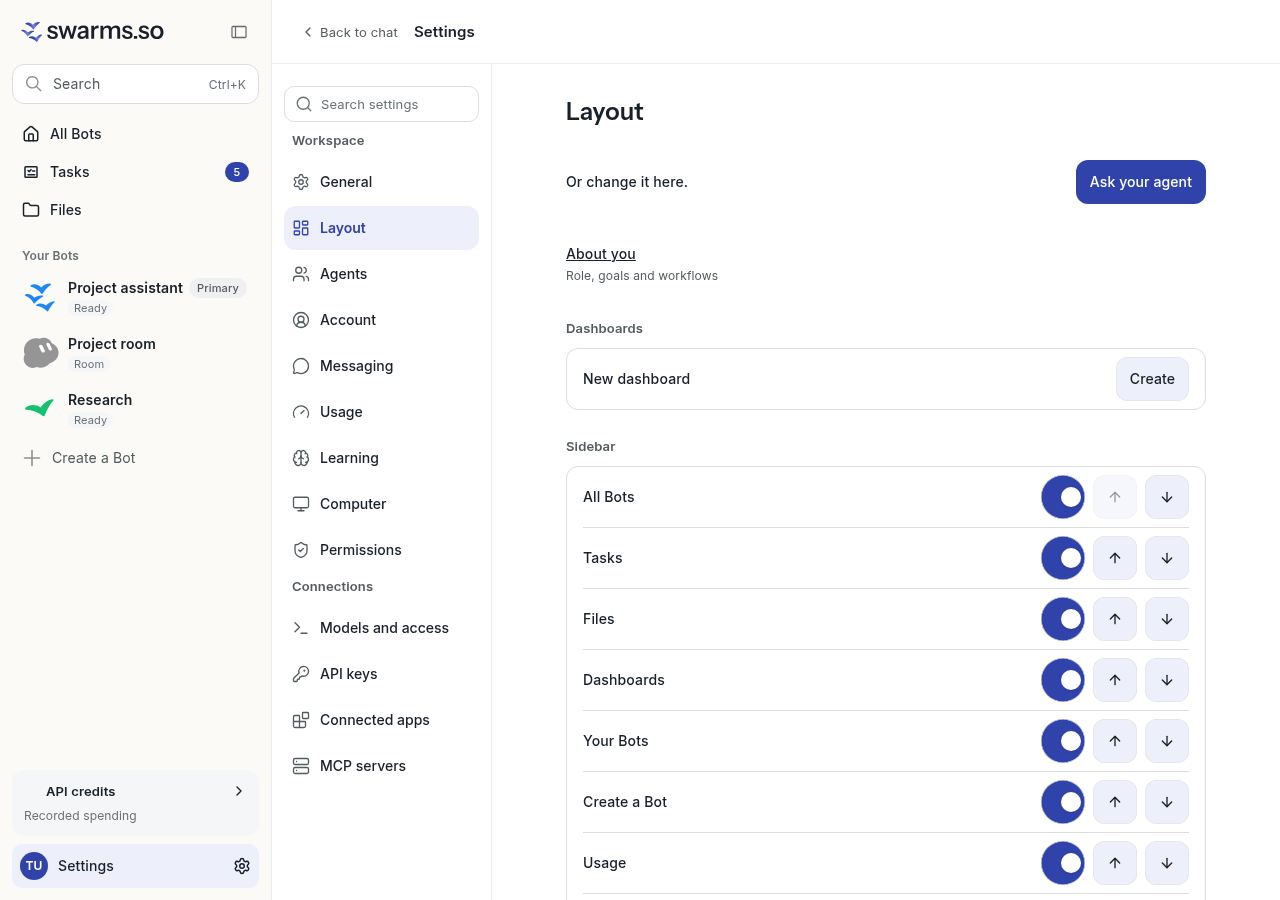 swarms.so
Search
Ctrl+K
All Bots
Tasks
5
Files
Your Bots
Project assistant
Primary
Ready
Project room
Room
Research
Ready
Create a Bot
API credits
Recorded spending
TU
Settings
Back to chat
Settings
Search settings
Workspace
General
Layout
Agents
Account
Messaging
Usage
Learning
Computer
Permissions
Connections
Models and access
API keys
Connected apps
MCP servers
Layout
Or change it here.
Ask your agent
About you
Role, goals and workflows
Dashboards
New dashboard
Create
Sidebar
All Bots
Tasks
Files
Dashboards
Your Bots
Create a Bot
Usage